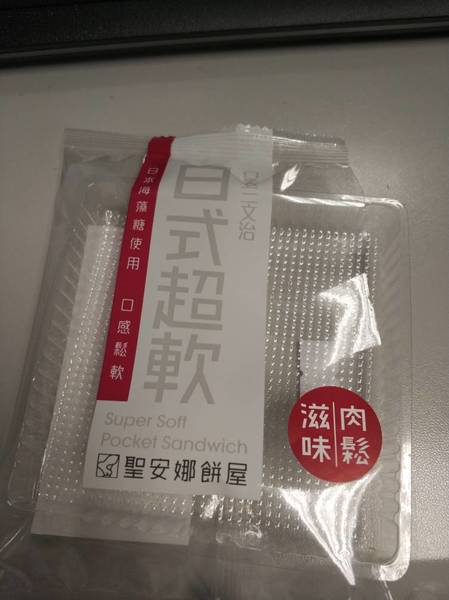 日本海藻糖使用 口感鬆軟
日式超軟
口袋三文治
Super Soft
Pocket Sandwich
聖安娜餅屋
肉鬆
滋味